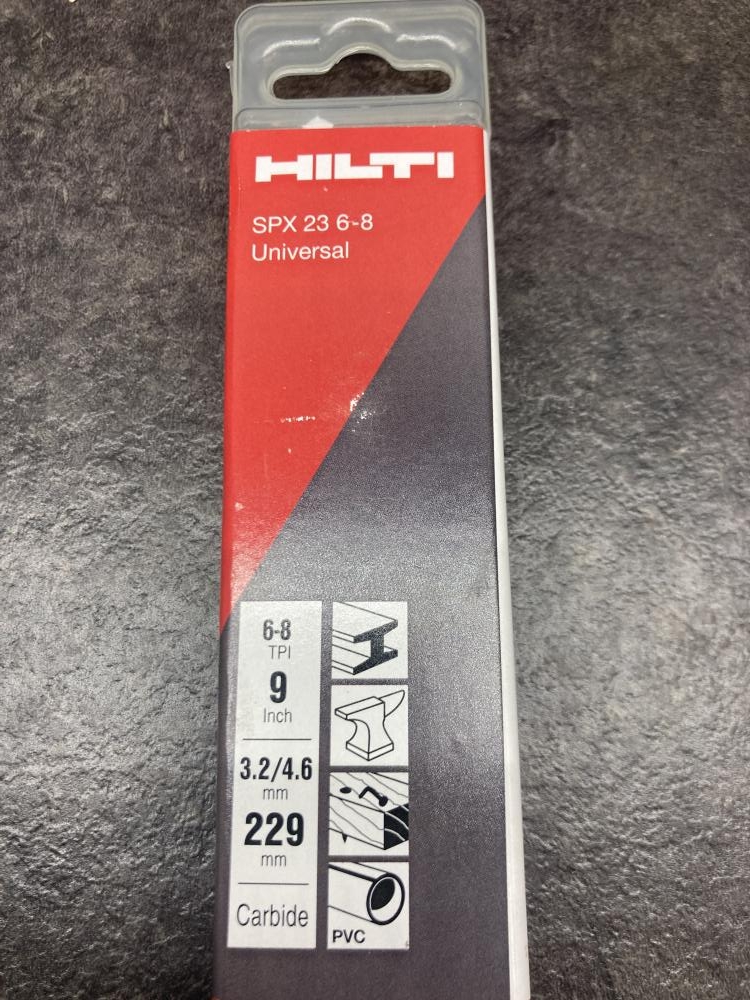 HILTI
SPX 23 6-8
Universal
6-8
TPI
9
Inch
3.2/4.6
mm
229
mm
Carbide
PVC